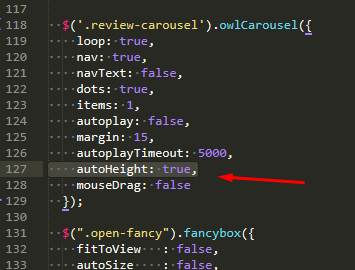 117
118 $('.review-carousel').owlCarousel({
119 loop: true,
120 nav: true,
121 navText: false,
122 dots: true,
123 items: 1,
124 autoplay: false,
125 margin: 15,
126 autoplayTimeout: 5000,
127 autoHeight: true,
128 mouseDrag: false
129 });
130
131 $(".open-fancy").fancybox({
132 fitToView : false,
133 autoSize : false,